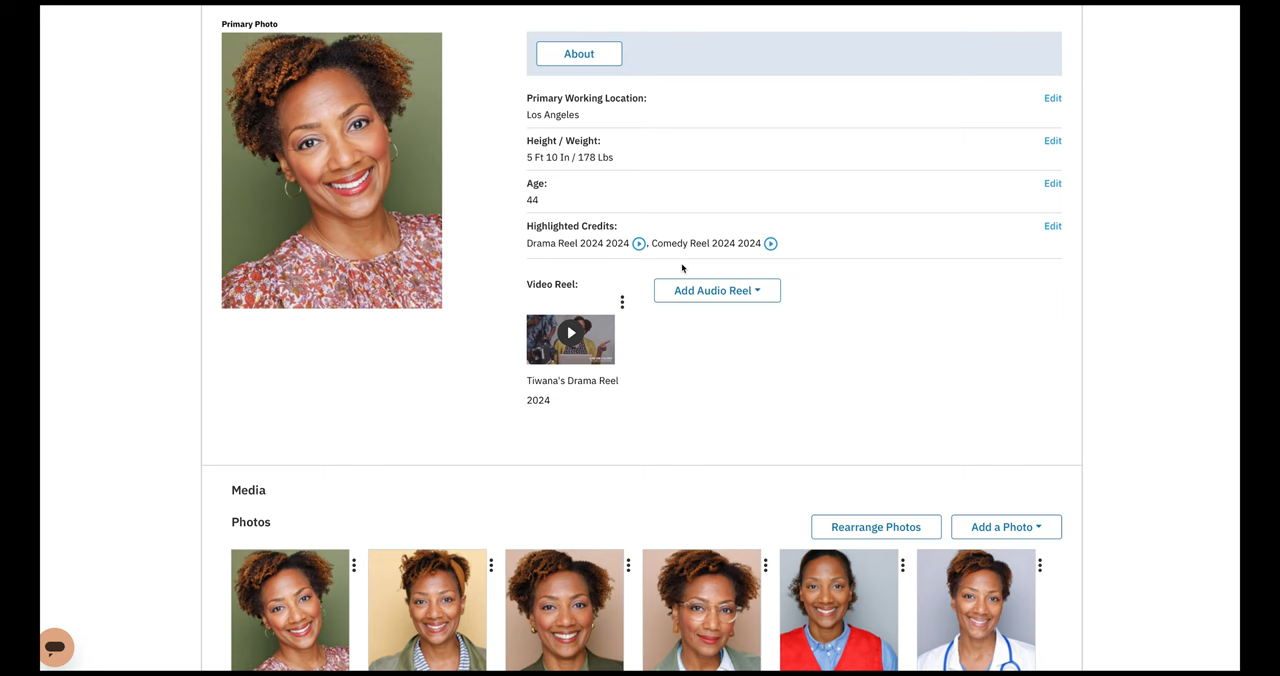 Primary Photo
About
Primary Working Location:
Edit
Los Angeles
Height / Weight:
Edit
5 Ft 10 In / 178 Lbs
Age:
Edit
44
Highlighted Credits:
Edit
Drama Reel 2024 2024 , Comedy Reel 2024 2024
Video Reel:
Add Audio Reel
Tiwana's Drama Reel
2024
Media
Photos
Rearrange Photos
Add a Photo